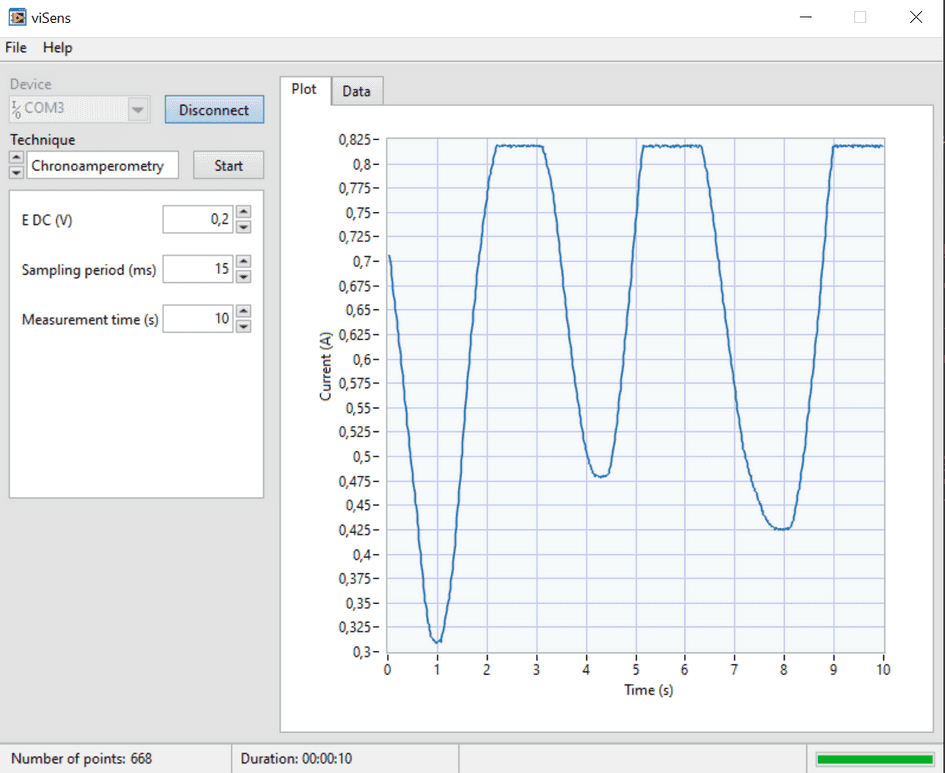 viSens
File Help
Device
COM3
Disconnect
Technique
Chronoamperometry
Start
E DC (V)
0,2
Sampling period (ms)
15
Measurement time (s)
10
Plot
Data
0,825
0,8
0,775
0,75
0,725
0,7
0,675
0,65
0,625
0,6
0,575
0,55
0,525
0,5
0,475
0,45
0,425
0,4
0,375
0,35
0,325
0,3
Current (A)
0 1 2 3 4 5 6 7 8 9 10
Time (s)
Number of points: 668
Duration: 00:00:10